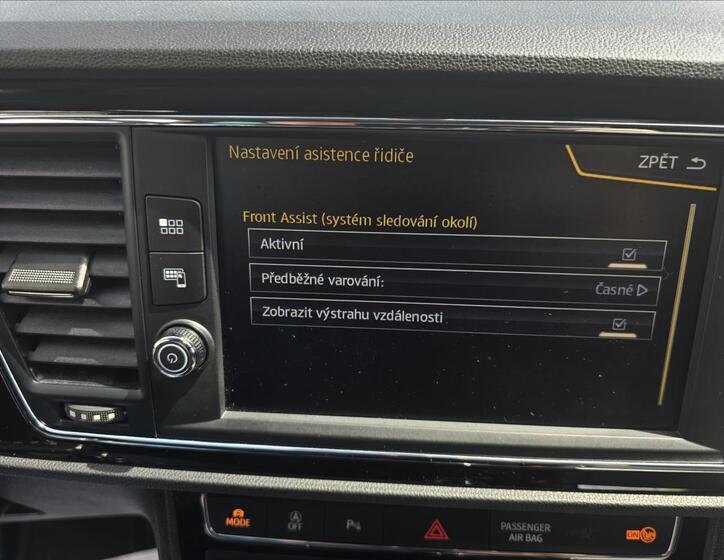 Nastavení asistence řidiče
ZPĚT
Front Assist (systém sledování okolí)
Aktivní
Předběžné varování:
Časné
Zobrazit výstrahu vzdálenosti
MODE
OFF
P
PASSENGER
AIR BAG
ON